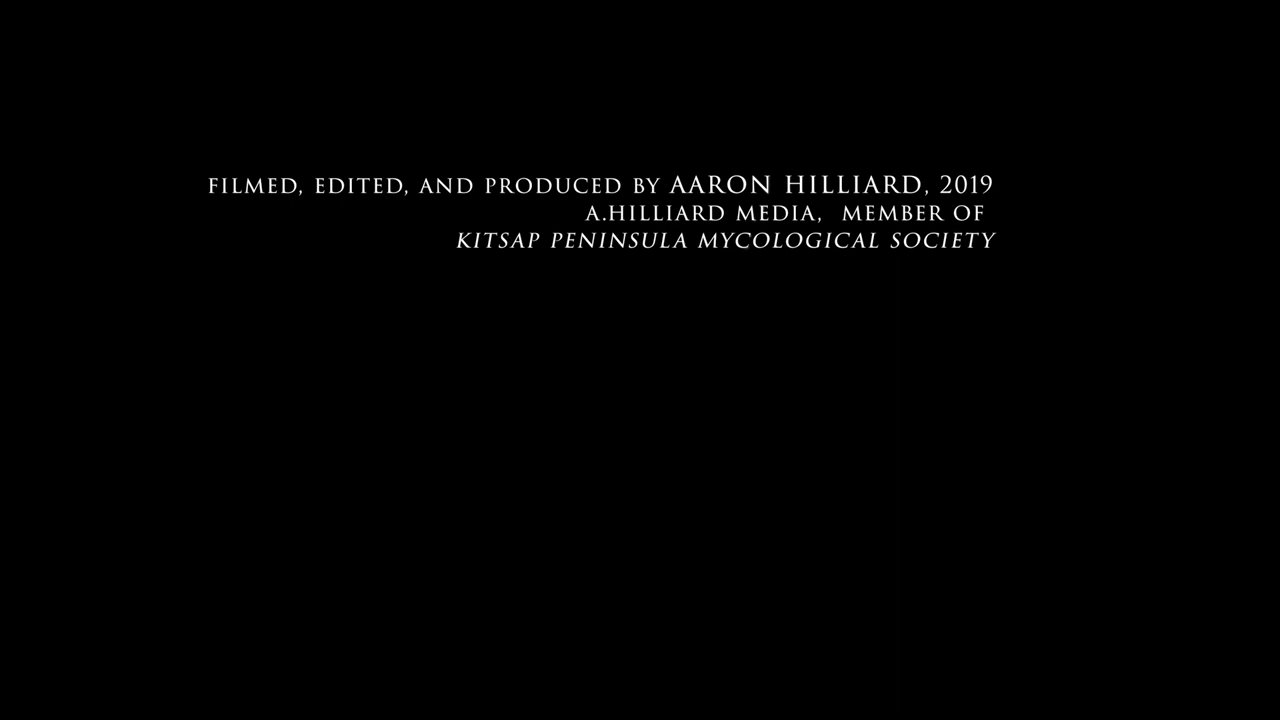 FILMED, EDITED, AND PRODUCED BY AARON HILLIARD, 2019
A.HILLIARD MEDIA,  MEMBER OF
KITSAP PENINSULA MYCOLOGICAL SOCIETY